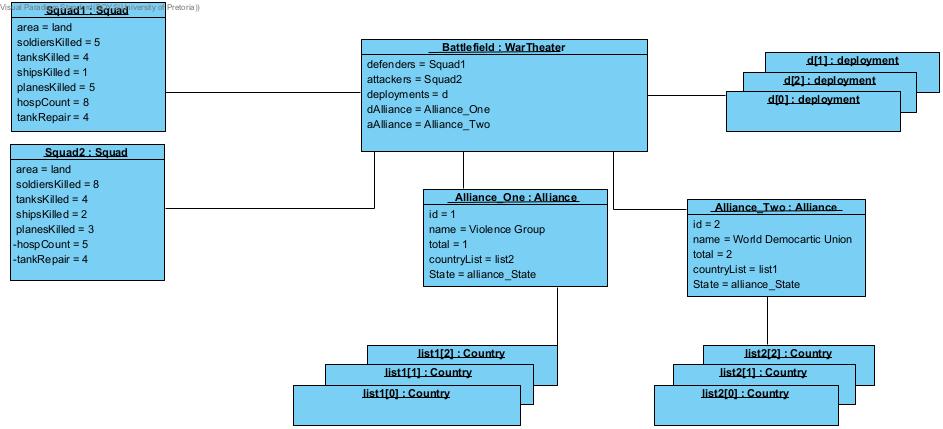 Visual Paradigm Standard(University of Pretoria))
Squad1 : Squad
area = land
soldiersKilled = 5
tanksKilled = 4
shipsKilled = 1
planesKilled = 5
hospCount = 8
tankRepair = 4
Squad2 : Squad
area = land
soldiersKilled = 8
tanksKilled = 4
shipsKilled = 2
planesKilled = 3
-hospCount = 5
-tankRepair = 4
Battlefield : WarTheater
defenders = Squad1
attackers = Squad2
deployments = d
dAlliance = Alliance_One
aAlliance = Alliance_Two
d[1] : deployment
d[2] : deployment
d[0] : deployment
Alliance_One : Alliance
id = 1
name = Violence Group
total = 1
countryList = list2
State = alliance_State
Alliance_Two : Alliance
id = 2
name = World Democartic Union
total = 2
countryList = list1
State = alliance_State
list1[2] : Country
list1[1] : Country
list1[0] : Country
list2[2] : Country
list2[1] : Country
list2[0] : Country